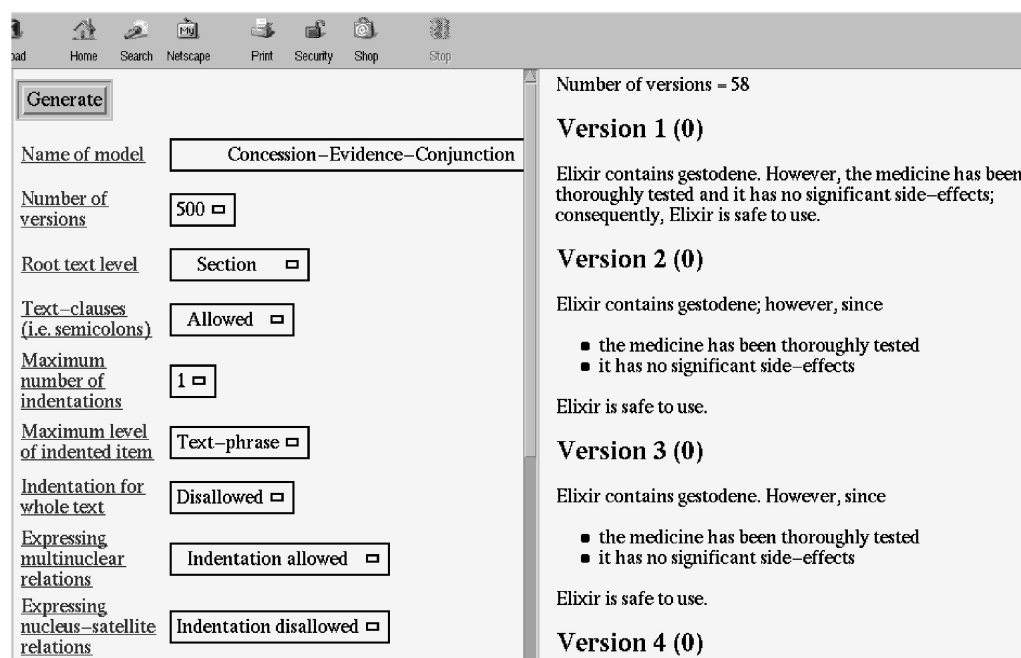 oad Home Search Netscape Print Security Shop Stop
Generate
Name of model
Concession–Evidence–Conjunction
Number of
versions
500
Root text level
Section
Text–clauses
(i.e. semicolons)
Allowed
Maximum
number of
indentations
1
Maximum level
of indented item
Text–phrase
Indentation for
whole text
Disallowed
Expressing
multinuclear
relations
Indentation allowed
Expressing
nucleus–satellite
relations
Indentation disallowed
Number of versions = 58
Version 1 (0)
Elixir contains gestodene. However, the medicine has been
thoroughly tested and it has no significant side–effects;
consequently, Elixir is safe to use.
Version 2 (0)
Elixir contains gestodene; however, since
the medicine has been thoroughly tested
it has no significant side–effects
Elixir is safe to use.
Version 3 (0)
Elixir contains gestodene. However, since
the medicine has been thoroughly tested
it has no significant side–effects
Elixir is safe to use.
Version 4 (0)